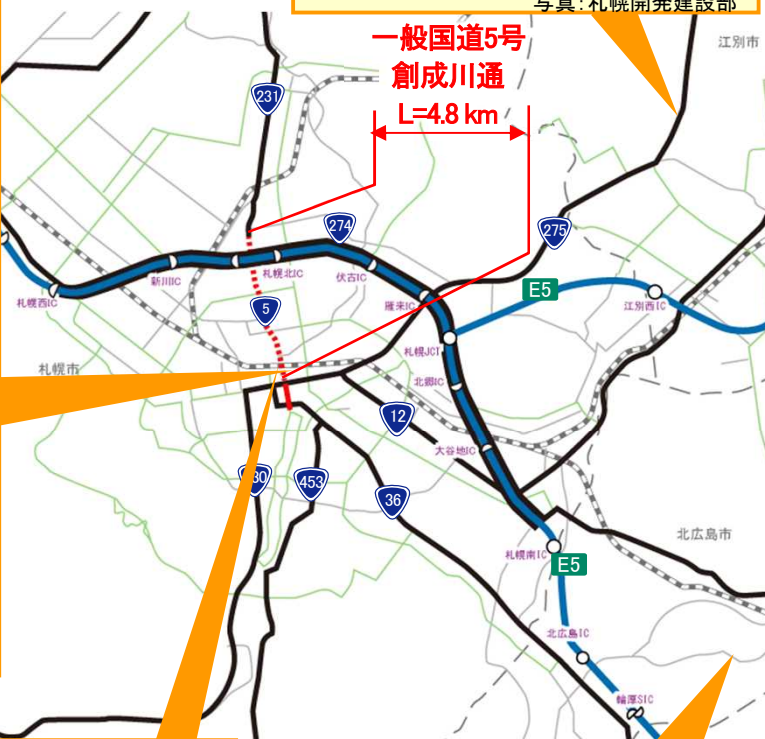 写真：札幌開発建設部
一般国道5号
創成川通
L=4.8 km
江別市
231
274
275
札幌北IC
伏古IC
新川IC
札幌西IC
雁来IC
E5
江別西IC
5
札幌JCT
札幌市
北郷IC
12
大谷地IC
453
36
北広島市
札幌南IC
E5
北広島IC
輪厚SIC